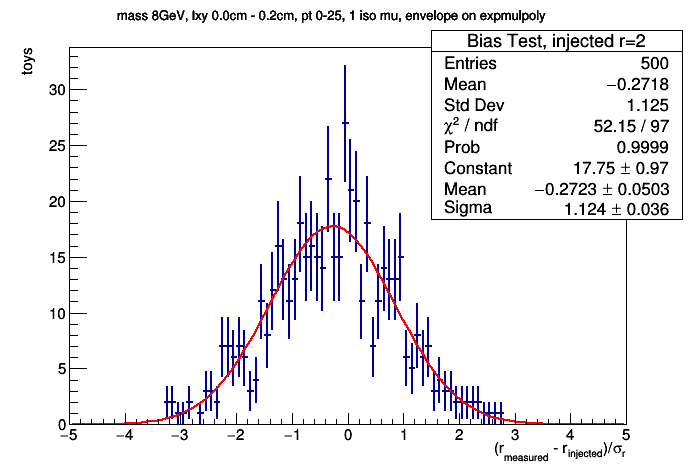 mass 8GeV, lxy 0.0cm - 0.2cm, pt 0-25, 1 iso mu, envelope on expmulpoly
toys
Bias Test, injected r=2
Entries 500
Mean −0.2718
Std Dev 1.125
χ² / ndf 52.15 / 97
Prob 0.9999
Constant 17.75 ± 0.97
Mean −0.2723 ± 0.0503
Sigma 1.124 ± 0.036
30
25
20
15
10
5
0
−5 −4 −3 −2 −1 0 1 2 3 4 5
(r_measured - r_injected)/σ_r